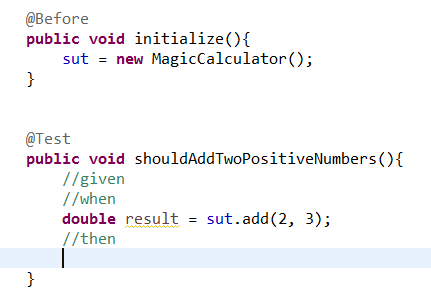 @Before
public void initialize(){
    sut = new MagicCalculator();
}
@Test
public void shouldAddTwoPositiveNumbers(){
    //given
    //when
    double result = sut.add(2, 3);
    //then
}